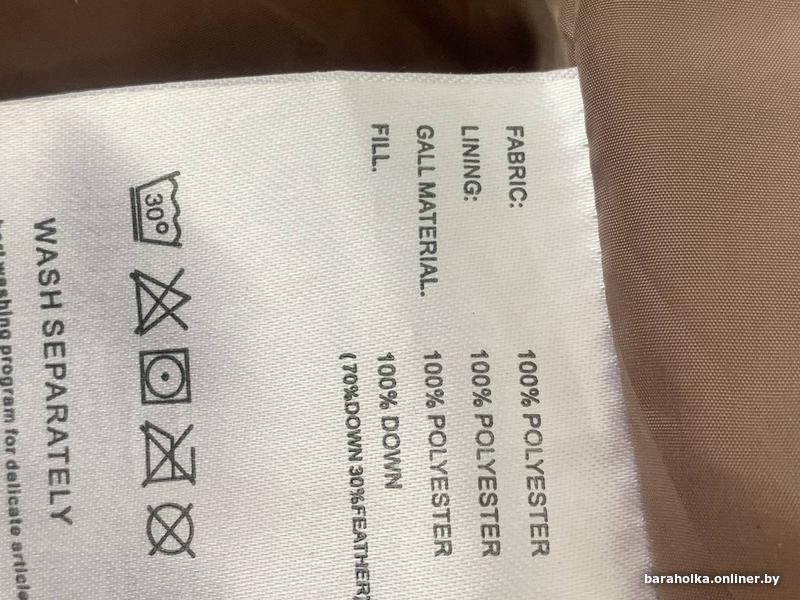 FABRIC: 100% POLYESTER
LINING: 100% POLYESTER
GALL MATERIAL. 100% POLYESTER
FILL. 100% DOWN
(70%DOWN 30%FEATHER)
30°
WASH SEPARATELY
washing program for delicate
baraholka.onliner.by